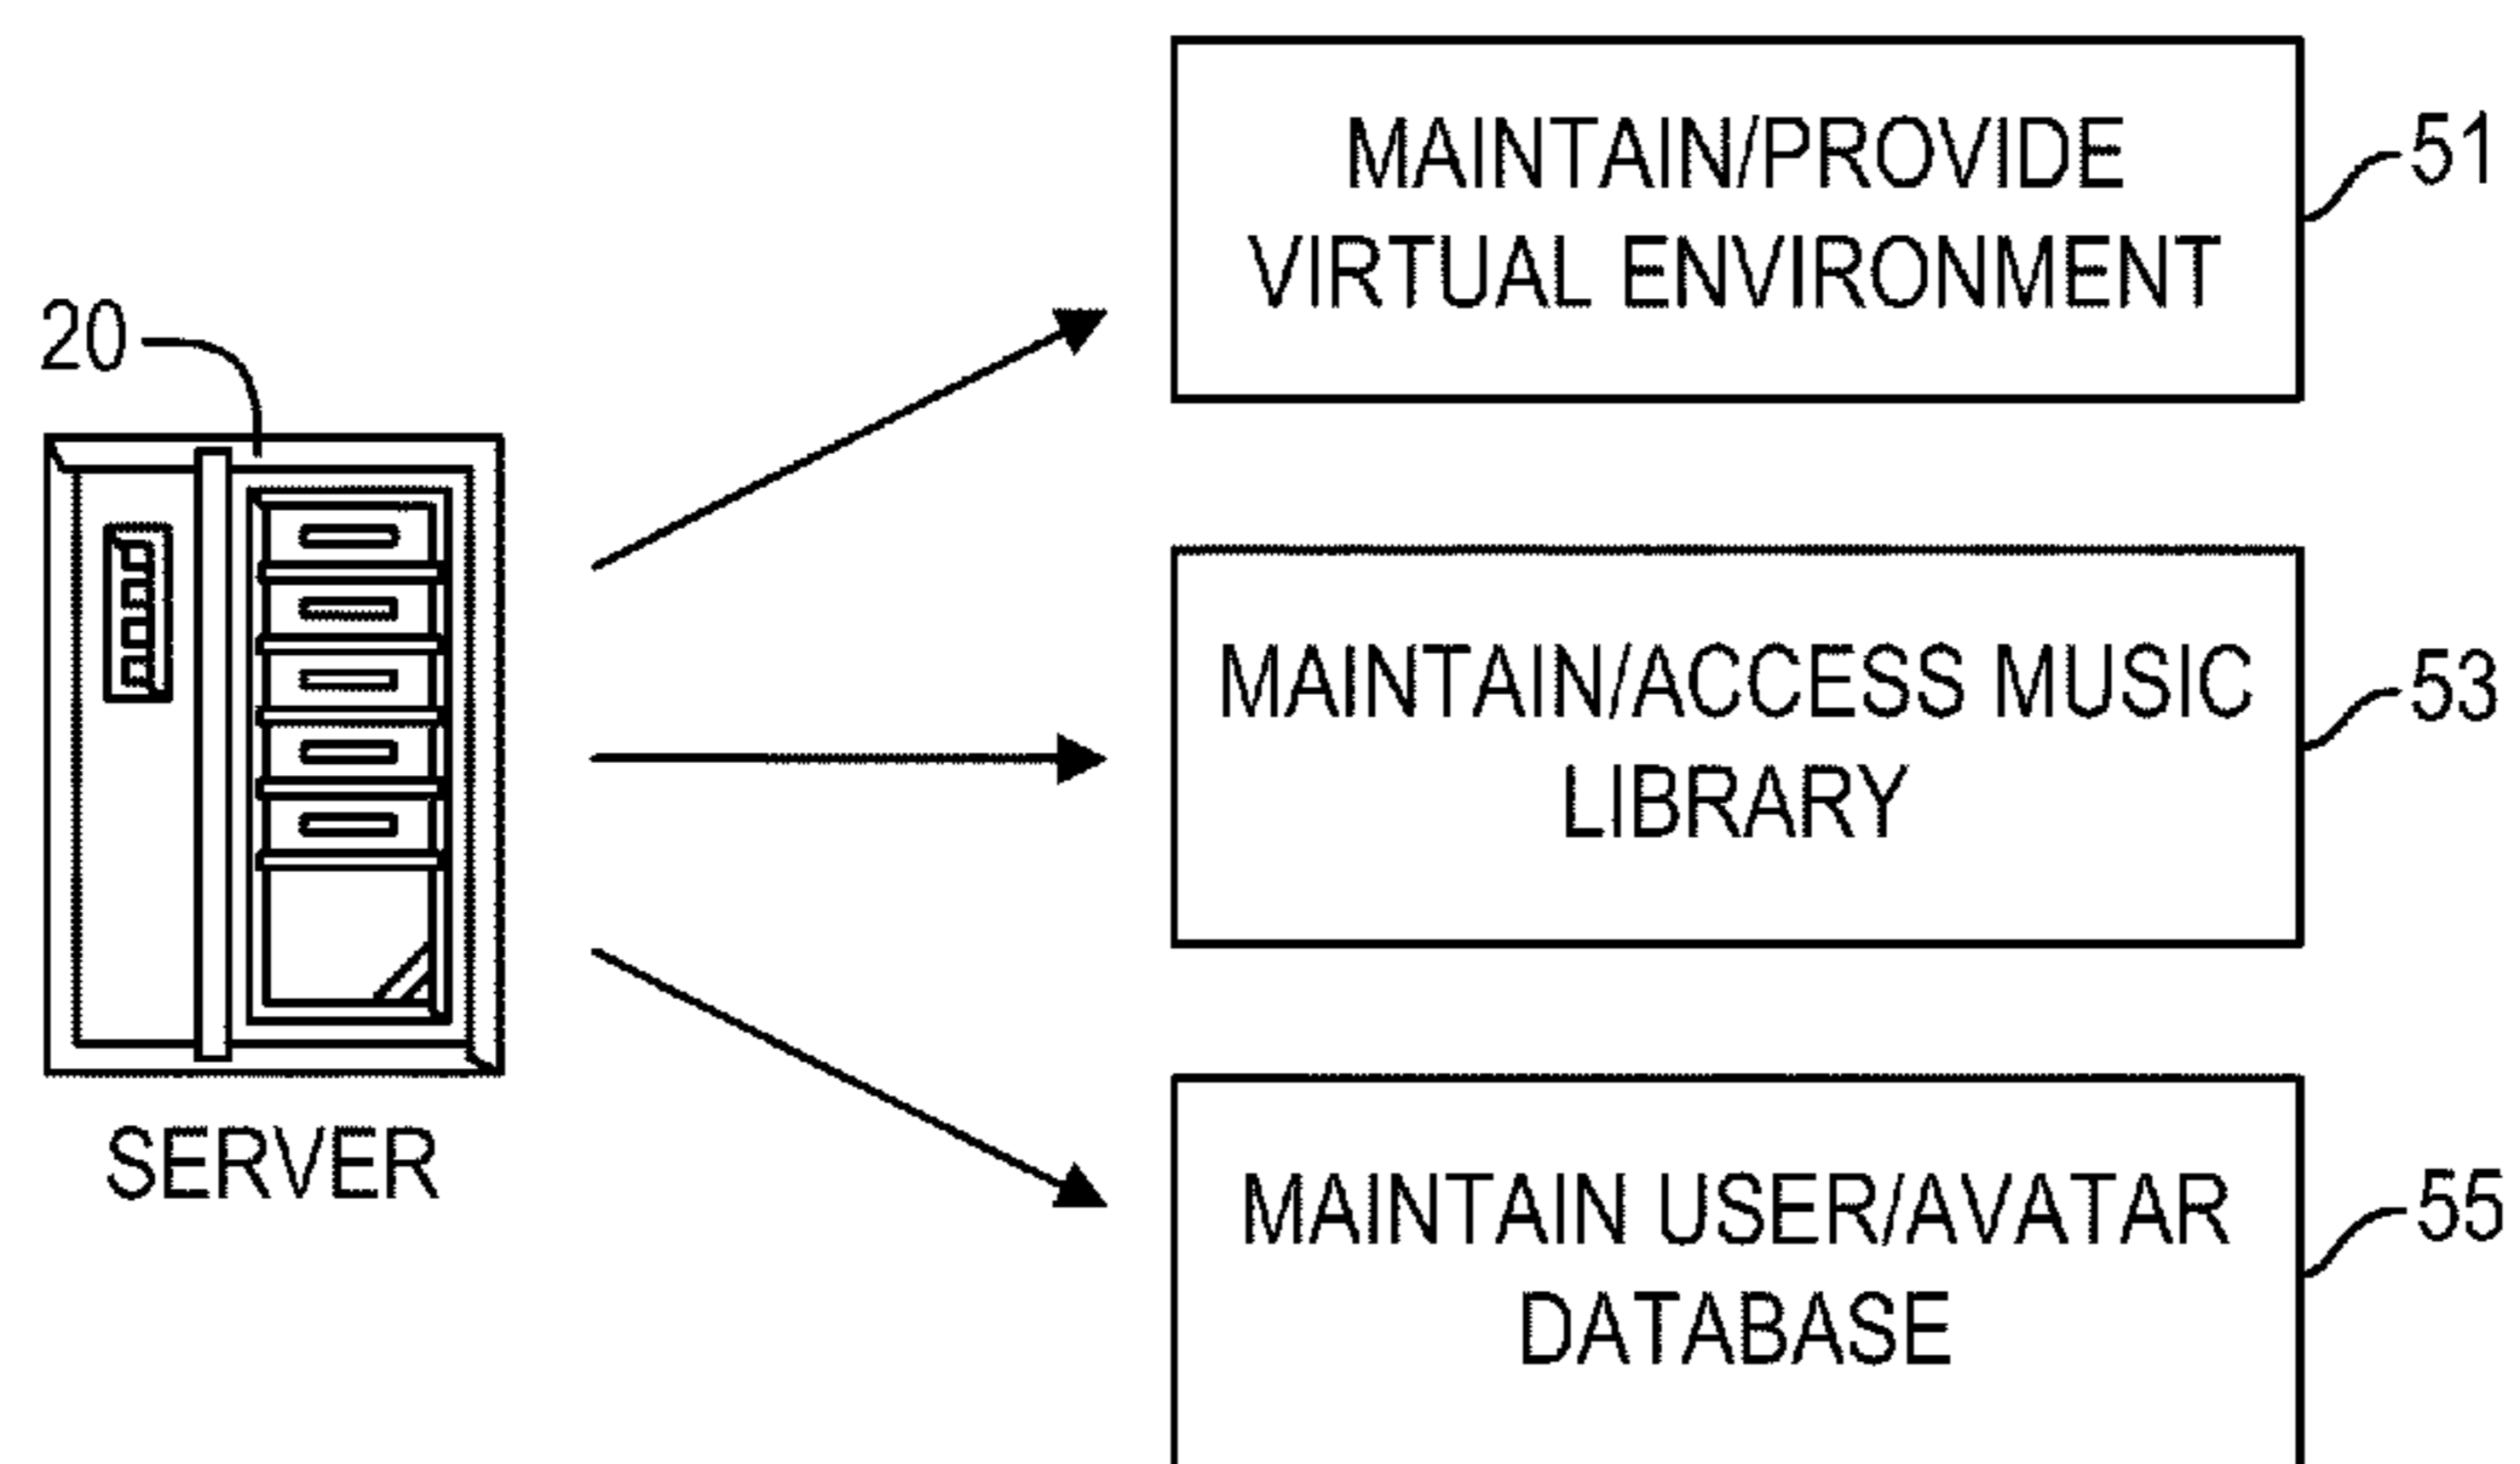 MAINTAIN/PROVIDE
VIRTUAL ENVIRONMENT
51
20
MAINTAIN/ACCESS MUSIC
LIBRARY
53
SERVER
MAINTAIN USER/AVATAR
DATABASE
55